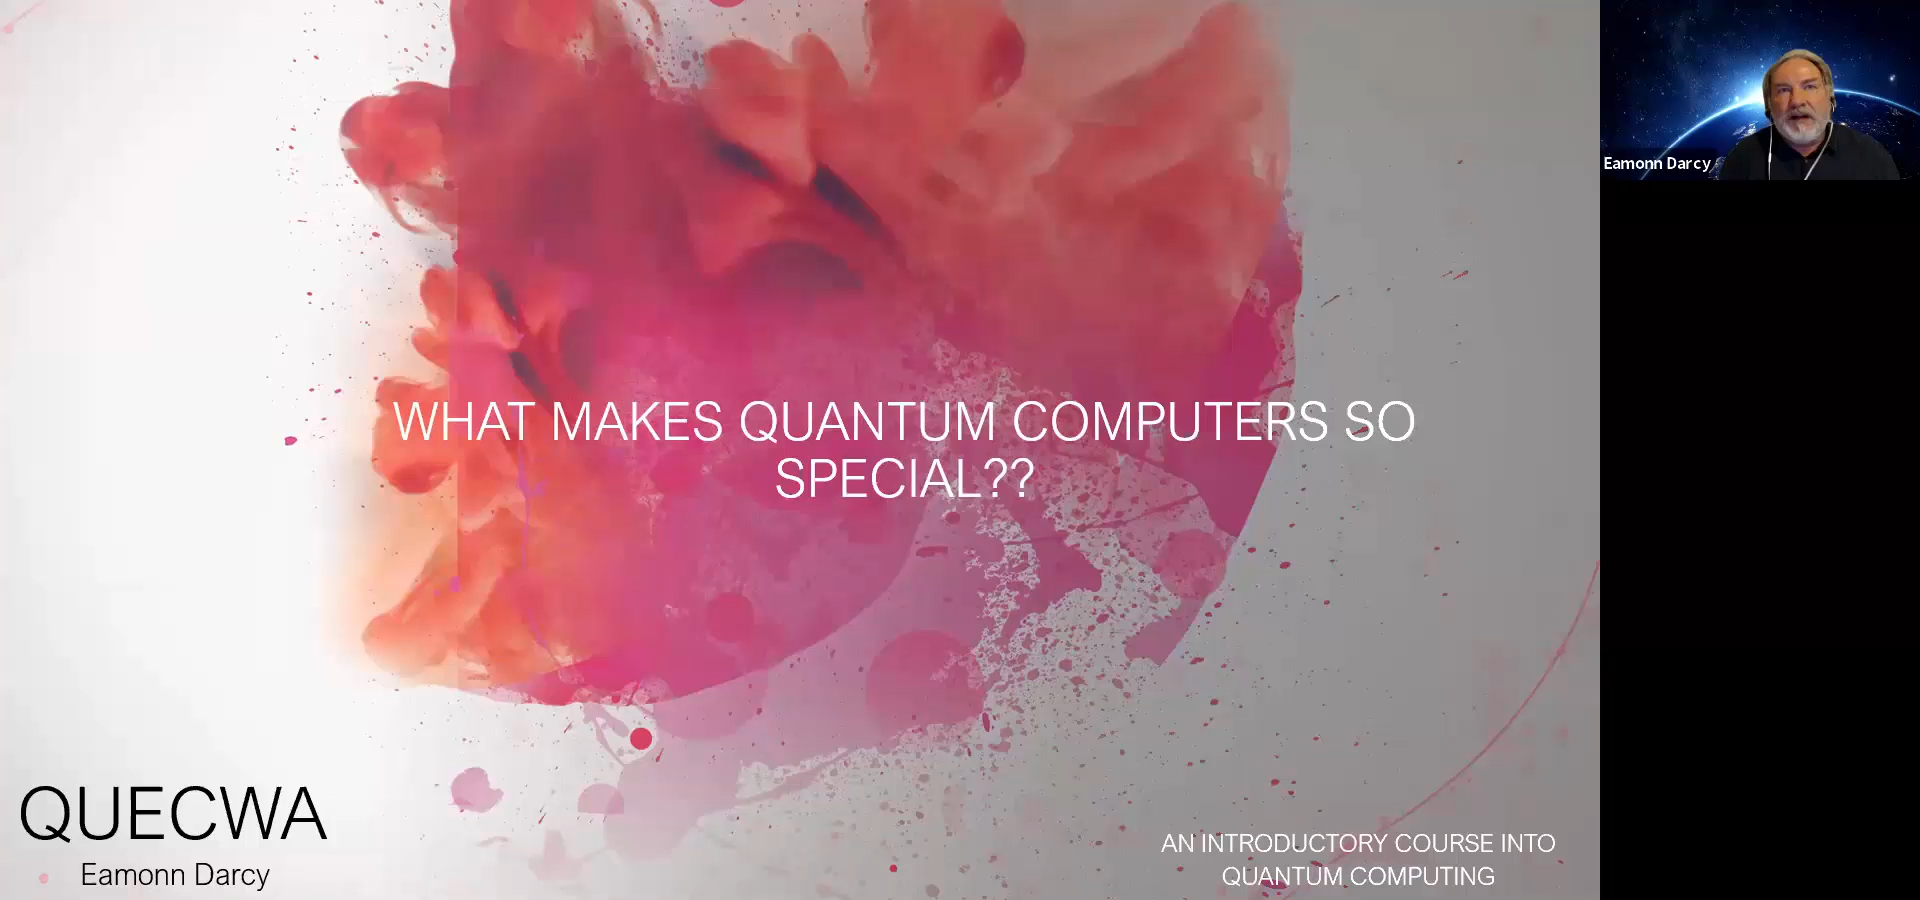 WHAT MAKES QUANTUM COMPUTERS SO
SPECIAL??
QUECWA
Eamonn Darcy
AN INTRODUCTORY COURSE INTO
QUANTUM COMPUTING
Eamonn Darcy